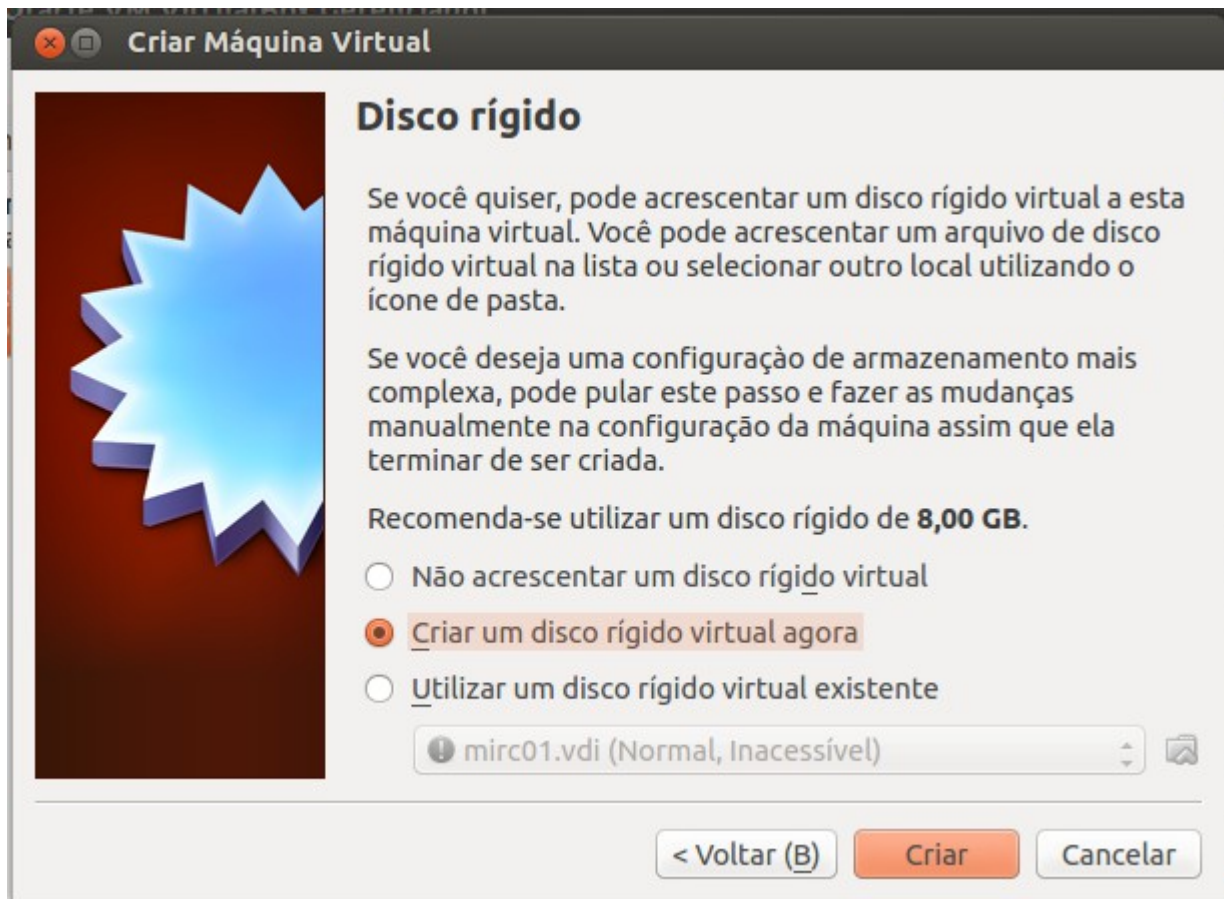 Criar Máquina Virtual
Disco rígido
Se você quiser, pode acrescentar um disco rígido virtual a esta
máquina virtual. Você pode acrescentar um arquivo de disco
rígido virtual na lista ou selecionar outro local utilizando o
ícone de pasta.
Se você deseja uma configuraçào de armazenamento mais
complexa, pode pular este passo e fazer as mudanças
manualmente na configuração da máquina assim que ela
terminar de ser criada.
Recomenda-se utilizar um disco rígido de 8,00 GB.
Não acrescentar um disco rígido virtual
Criar um disco rígido virtual agora
Utilizar um disco rígido virtual existente
mirc01.vdi (Normal, Inacessível)
< Voltar (B)
Criar
Cancelar